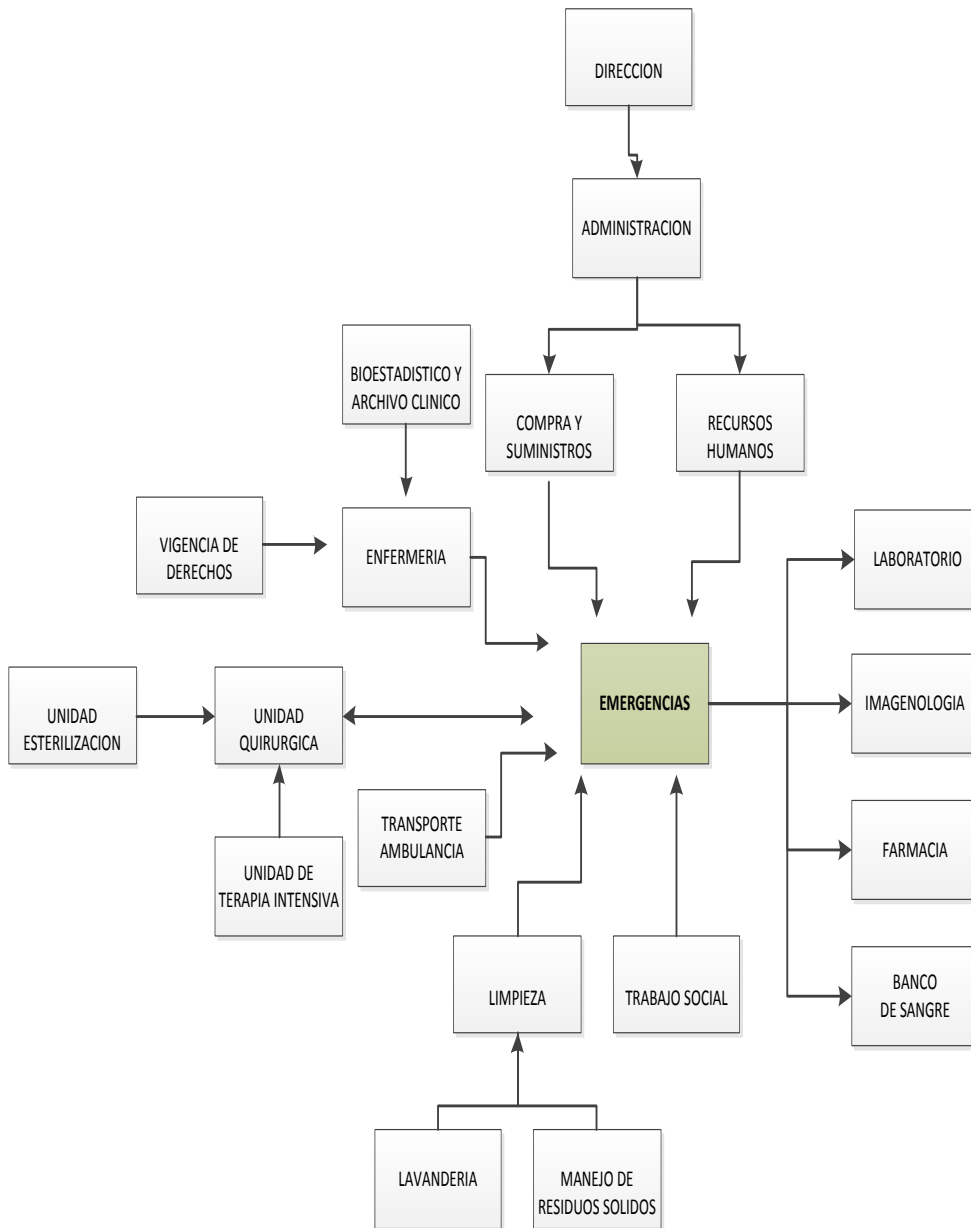 DIRECCION
ADMINISTRACION
BIOESTADISTICO Y
ARCHIVO CLINICO
COMPRA Y
SUMINISTROS
RECURSOS
HUMANOS
VIGENCIA DE
DERECHOS
ENFERMERIA
LABORATORIO
UNIDAD
ESTERILIZACION
UNIDAD
QUIRURGICA
EMERGENCIAS
IMAGENOLOGIA
TRANSPORTE
AMBULANCIA
FARMACIA
UNIDAD DE
TERAPIA INTENSIVA
LIMPIEZA
TRABAJO SOCIAL
BANCO
DE SANGRE
LAVANDERIA
MANEJO DE
RESIDUOS SOLIDOS